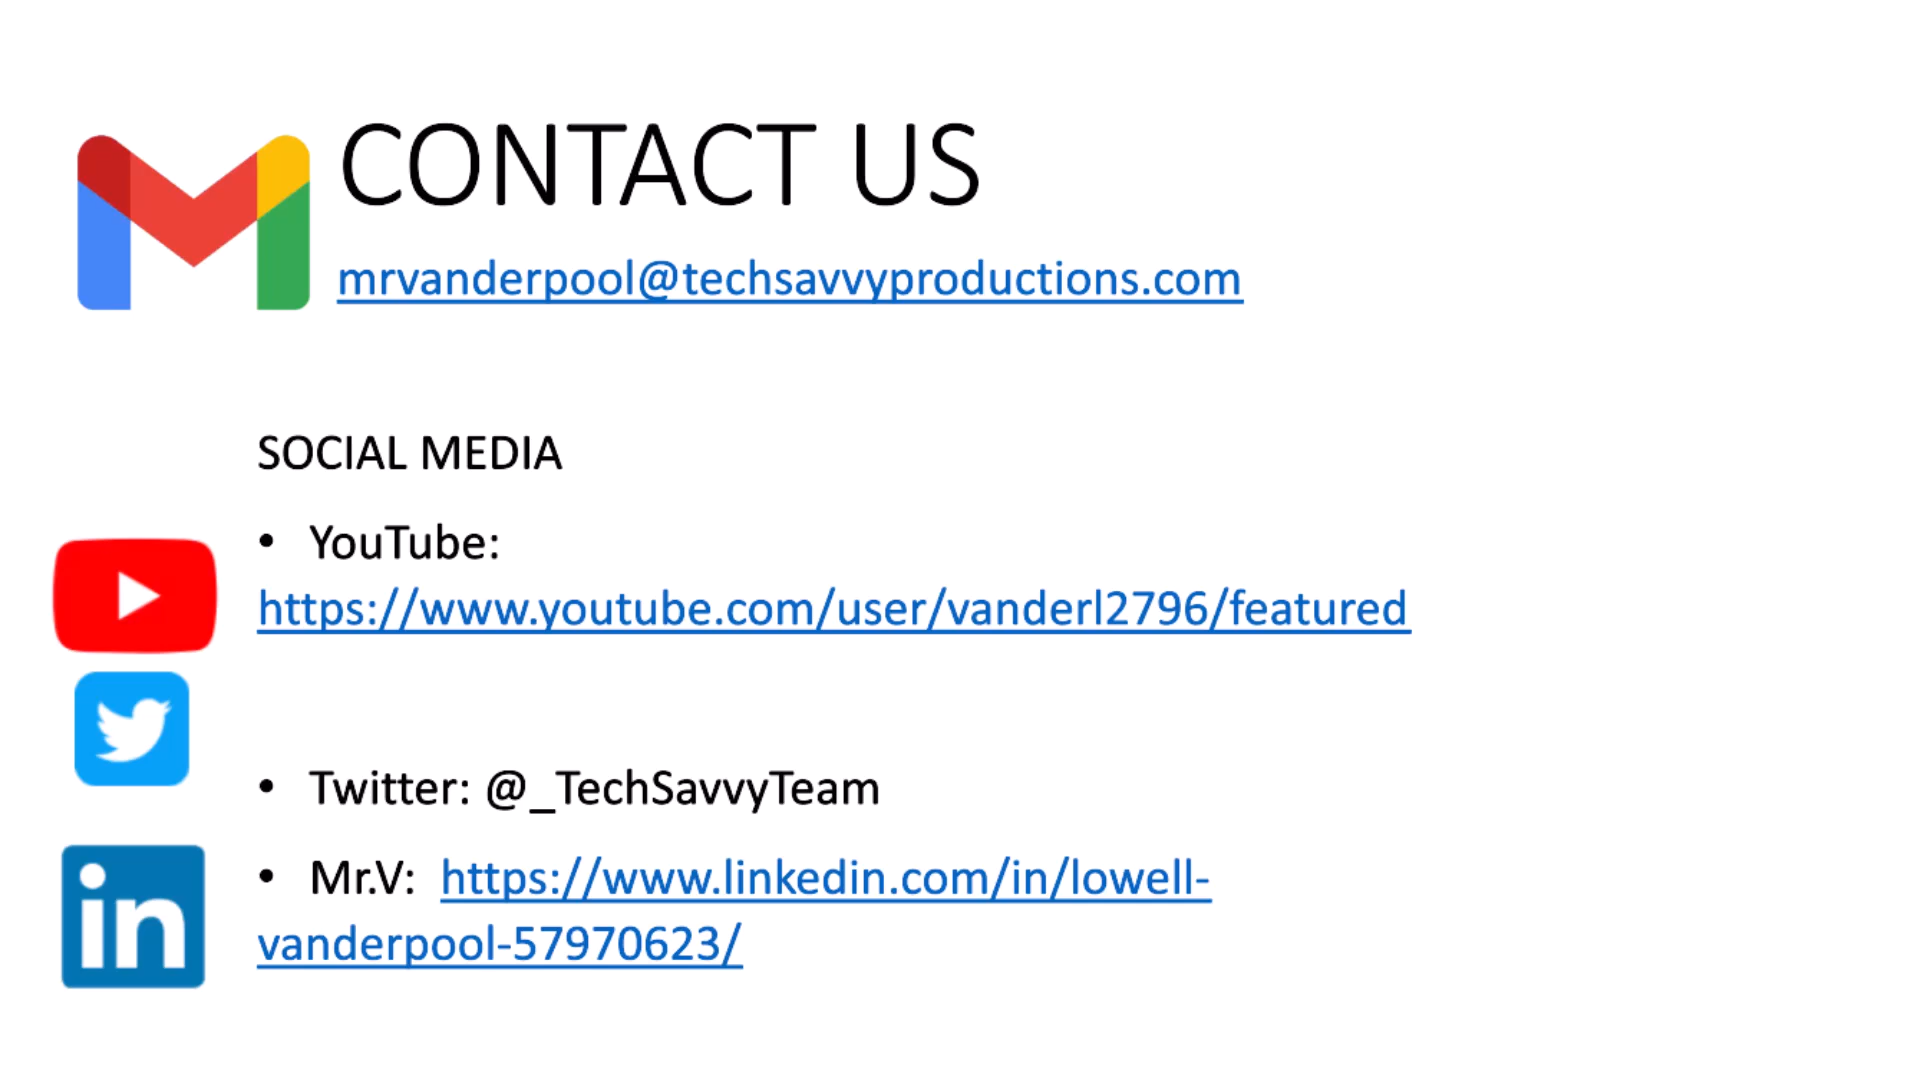 CONTACT US
mrvanderpool@techsavvyproductions.com
SOCIAL MEDIA
• YouTube:
https://www.youtube.com/user/vanderl2796/featured
• Twitter: @_TechSavvyTeam
• Mr.V: https://www.linkedin.com/in/lowell-
vanderpool-57970623/
in